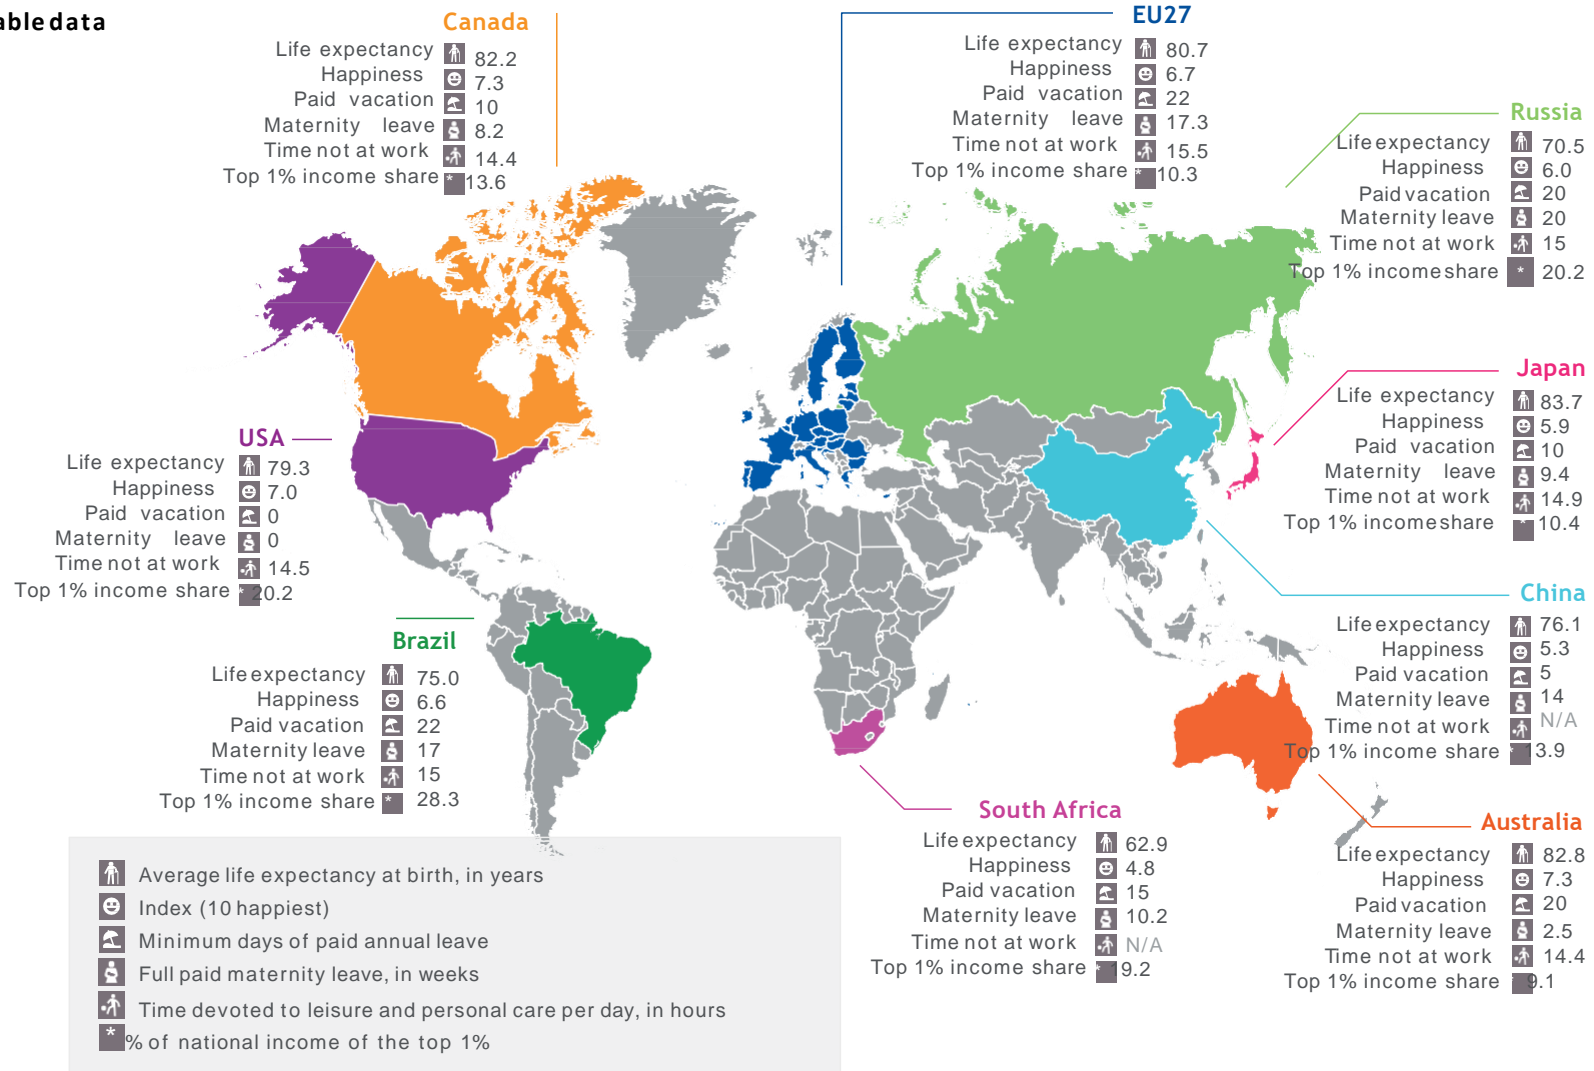 able data
Canada
Life expectancy 82.2
Happiness 7.3
Paid vacation 10
Maternity leave 8.2
Time not at work 14.4
Top 1% income share * 13.6
EU27
Life expectancy 80.7
Happiness 6.7
Paid vacation 22
Maternity leave 17.3
Time not at work 15.5
Top 1% income share * 10.3
Russia
Life expectancy 70.5
Happiness 6.0
Paid vacation 20
Maternity leave 20
Time not at work 15
Top 1% income share * 20.2
Japan
Life expectancy 83.7
Happiness 5.9
Paid vacation 10
Maternity leave 9.4
Time not at work 14.9
Top 1% income share * 10.4
USA
Life expectancy 79.3
Happiness 7.0
Paid vacation 0
Maternity leave 0
Time not at work 14.5
Top 1% income share * 20.2
China
Life expectancy 76.1
Happiness 5.3
Paid vacation 5
Maternity leave 14
Time not at work N/A
Top 1% income share * 13.9
Brazil
Life expectancy 75.0
Happiness 6.6
Paid vacation 22
Maternity leave 17
Time not at work 15
Top 1% income share * 28.3
South Africa
Life expectancy 62.9
Happiness 4.8
Paid vacation 15
Maternity leave 10.2
Time not at work N/A
Top 1% income share * 19.2
Australia
Life expectancy 82.8
Happiness 7.3
Paid vacation 20
Maternity leave 2.5
Time not at work 14.4
Top 1% income share 9.1
Average life expectancy at birth, in years
Index (10 happiest)
Minimum days of paid annual leave
Full paid maternity leave, in weeks
Time devoted to leisure and personal care per day, in hours
* % of national income of the top 1%